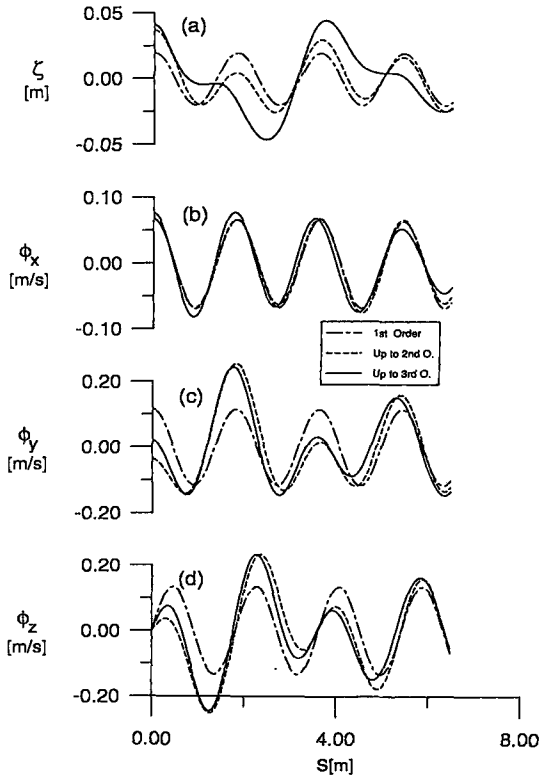 (a)
0.05
0.00
-0.05
ζ
[m]
(b)
0.10
0.00
-0.10
ϕx
[m/s]
1st Order
Up to 2nd O.
Up to 3rd O.
(c)
0.20
0.00
-0.20
ϕy
[m/s]
(d)
0.20
0.00
-0.20
ϕz
[m/s]
0.00 4.00 8.00
S[m]